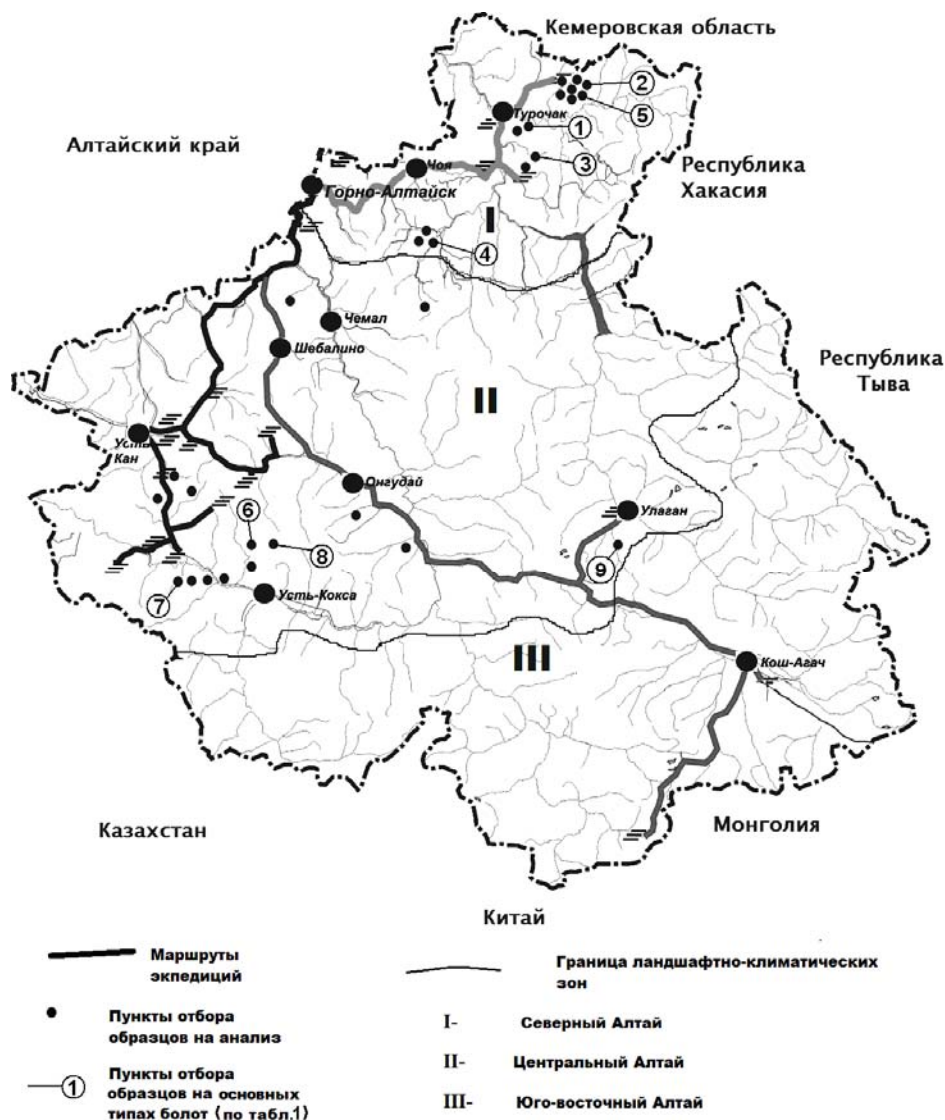 Кемеровская область
②
Турочак
⑤
①
Алтайский край
Чоя
③
Республика
Хакасия
Горно-Алтайск
I
④
Чемал
Шебалино
Республика
Тыва
II
Усть
Кан
Онгудай
Улаган
⑥
⑧
⑨
⑦
Усть-Кокса
III
Кош-Агач
Казахстан
Монголия
Китай
Маршруты
экпедиций
Пункты отбора
образцов на анализ
① Пункты отбора
образцов на основных
типах болот (по табл.1)
Граница ландшафтно-климатических
зон
I- Северный Алтай
II- Центральный Алтай
III- Юго-восточный Алтай